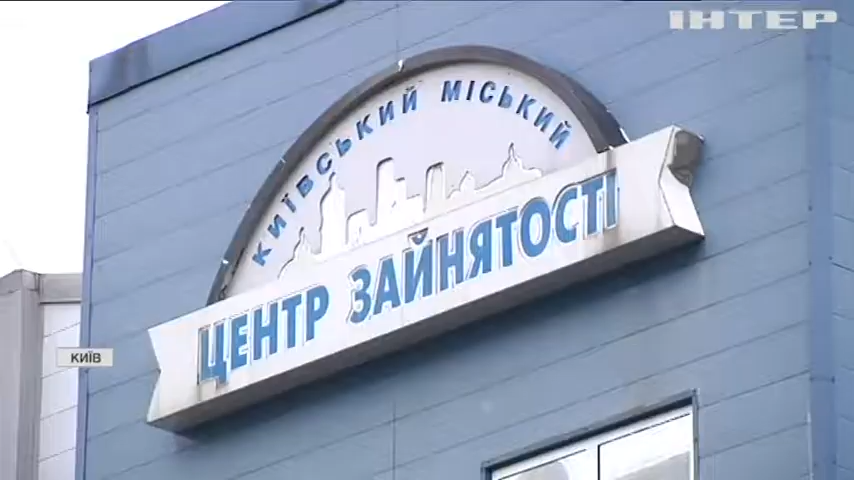 ІНТЕР
КИЇВСЬКИЙ МІСЬКИЙ
ЦЕНТР ЗАЙНЯТОСТІ
КИЇВ